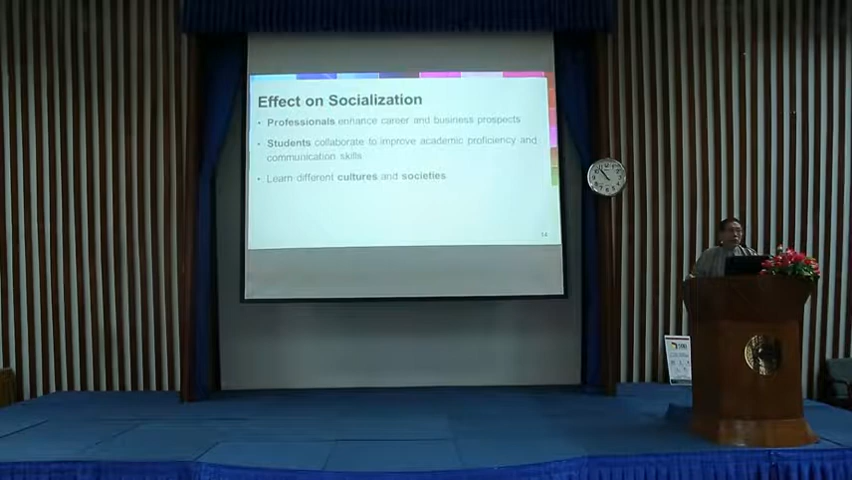 Effect on Socialization
• Professionals enhance career and business prospects
• Students collaborate to improve academic proficiency and
communication skills
• Learn different cultures and societies
14